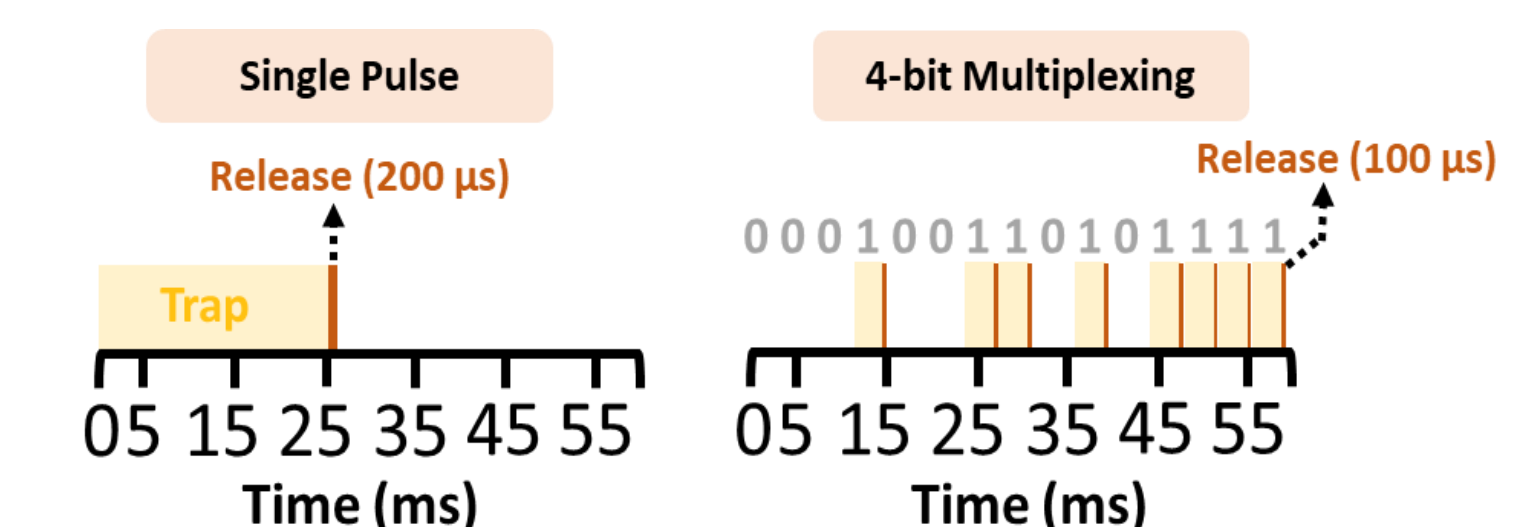 Single Pulse
Release (200 µs)
Trap
05 15 25 35 45 55
Time (ms)
4-bit Multiplexing
Release (100 µs)
0 0 0 1 0 0 1 1 0 1 0 1 1 1 1
05 15 25 35 45 55
Time (ms)